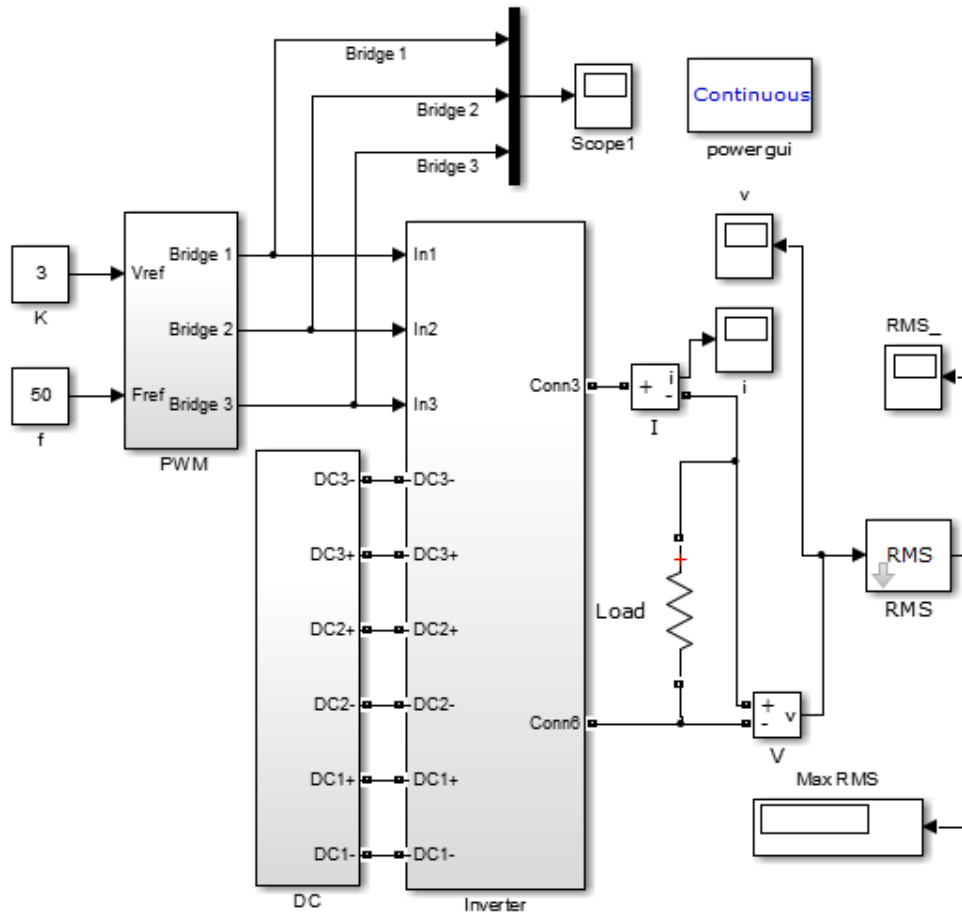 Bridge 1
Bridge 2
Bridge 3
Scope1
Continuous
powergui
v
3
K
50
f
Vref
Fref
Bridge 1
Bridge 2
Bridge 3
PWM
In1
In2
In3
Conn3
DC3-
DC3+
DC2+
DC2-
DC1+
DC1-
DC3-
DC3+
DC2+
DC2-
DC1+
DC1-
Conn6
DC
Inverter
+
i
-
I
i
RMS_
+
Load
RMS
RMS
+
-
v
V
Max RMS